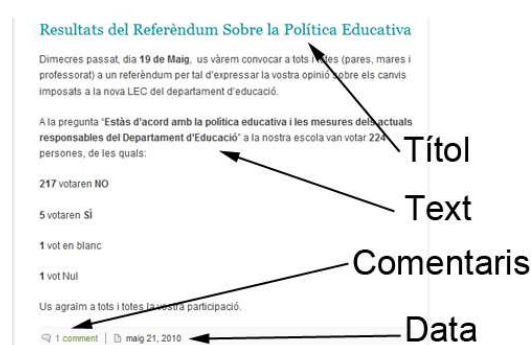 Resultats del Referèndum Sobre la Política Educativa
Dimecres passat, dia 19 de Maig, us vàrem convocar a tots i totes (pares, mares i
professorat) a un referèndum per tal d'expressar la vostra opinió sobre els canvis
imposats a la nova LEC del departament d'educació.
A la pregunta "Estàs d'acord amb la política educativa i les mesures dels actuals
responsables del Departament d'Educació" a la nostra escola van votar 224
persones, de les quals:
Títol
217 votaren NO
Text
5 votaren SÌ
1 vot en blanc
Comentaris
1 vot Nul
Us agraïm a tots i totes la vostra participació.
1 comment | maig 21, 2010
Data